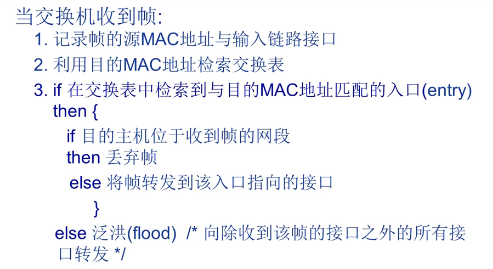 当交换机收到帧:
1. 记录帧的源MAC地址与输入链路接口
2. 利用目的MAC地址检索交换表
3. if 在交换表中检索到与目的MAC地址匹配的入口(entry)
then {
if 目的主机位于收到帧的网段
then 丢弃帧
else 将帧转发到该入口指向的接口
}
else 泛洪(flood) /* 向除收到该帧的接口之外的所有接
口转发 */